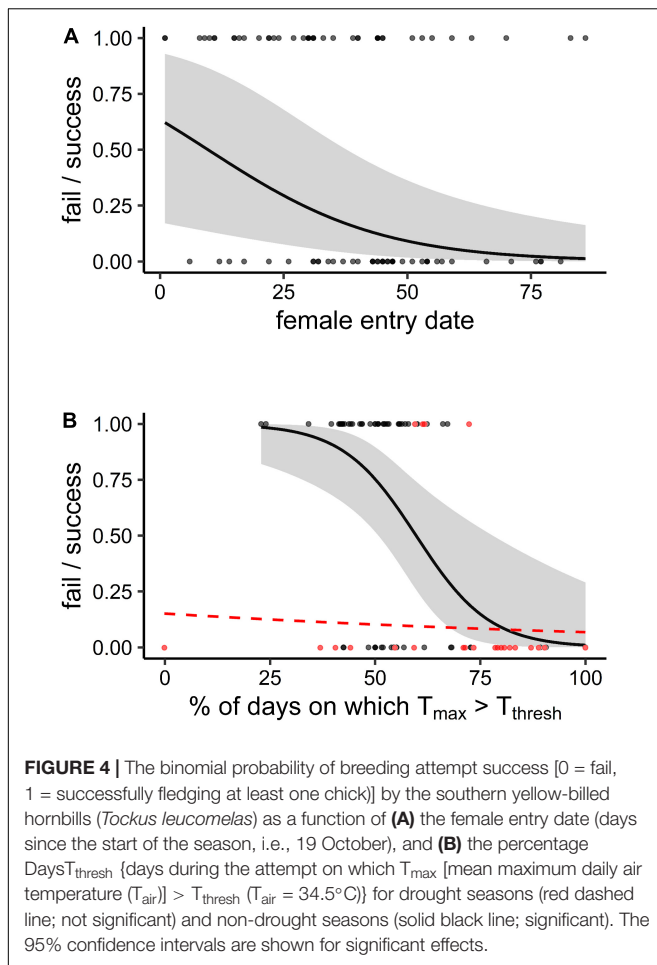 A
fail / success
1.00
0.75
0.50
0.25
0.00
0 25 50 75
female entry date
B
fail / success
1.00
0.75
0.50
0.25
0.00
0 25 50 75 100
% of days on which Tmax > Tthresh
FIGURE 4 | The binomial probability of breeding attempt success [0 = fail,
1 = successfully fledging at least one chick)] by the southern yellow-billed
hornbills (Tockus leucomelas) as a function of (A) the female entry date (days
since the start of the season, i.e., 19 October), and (B) the percentage
DaysTthresh {days during the attempt on which Tmax [mean maximum daily air
temperature (Tair)] > Tthresh (Tair = 34.5°C)} for drought seasons (red dashed
line; not significant) and non-drought seasons (solid black line; significant). The
95% confidence intervals are shown for significant effects.